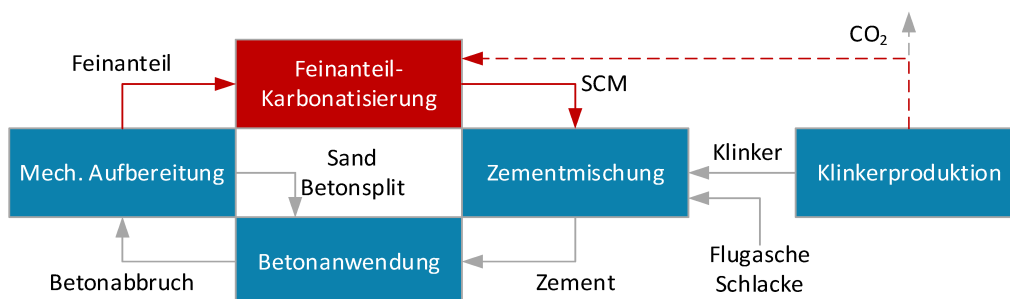 CO₂
Feinanteil
Feinanteil-
Karbonatisierung
SCM
Mech. Aufbereitung
Sand
Betonsplit
Zementmischung
Klinker
Klinkerproduktion
Betonabbruch
Betonanwendung
Zement
Flugasche
Schlacke